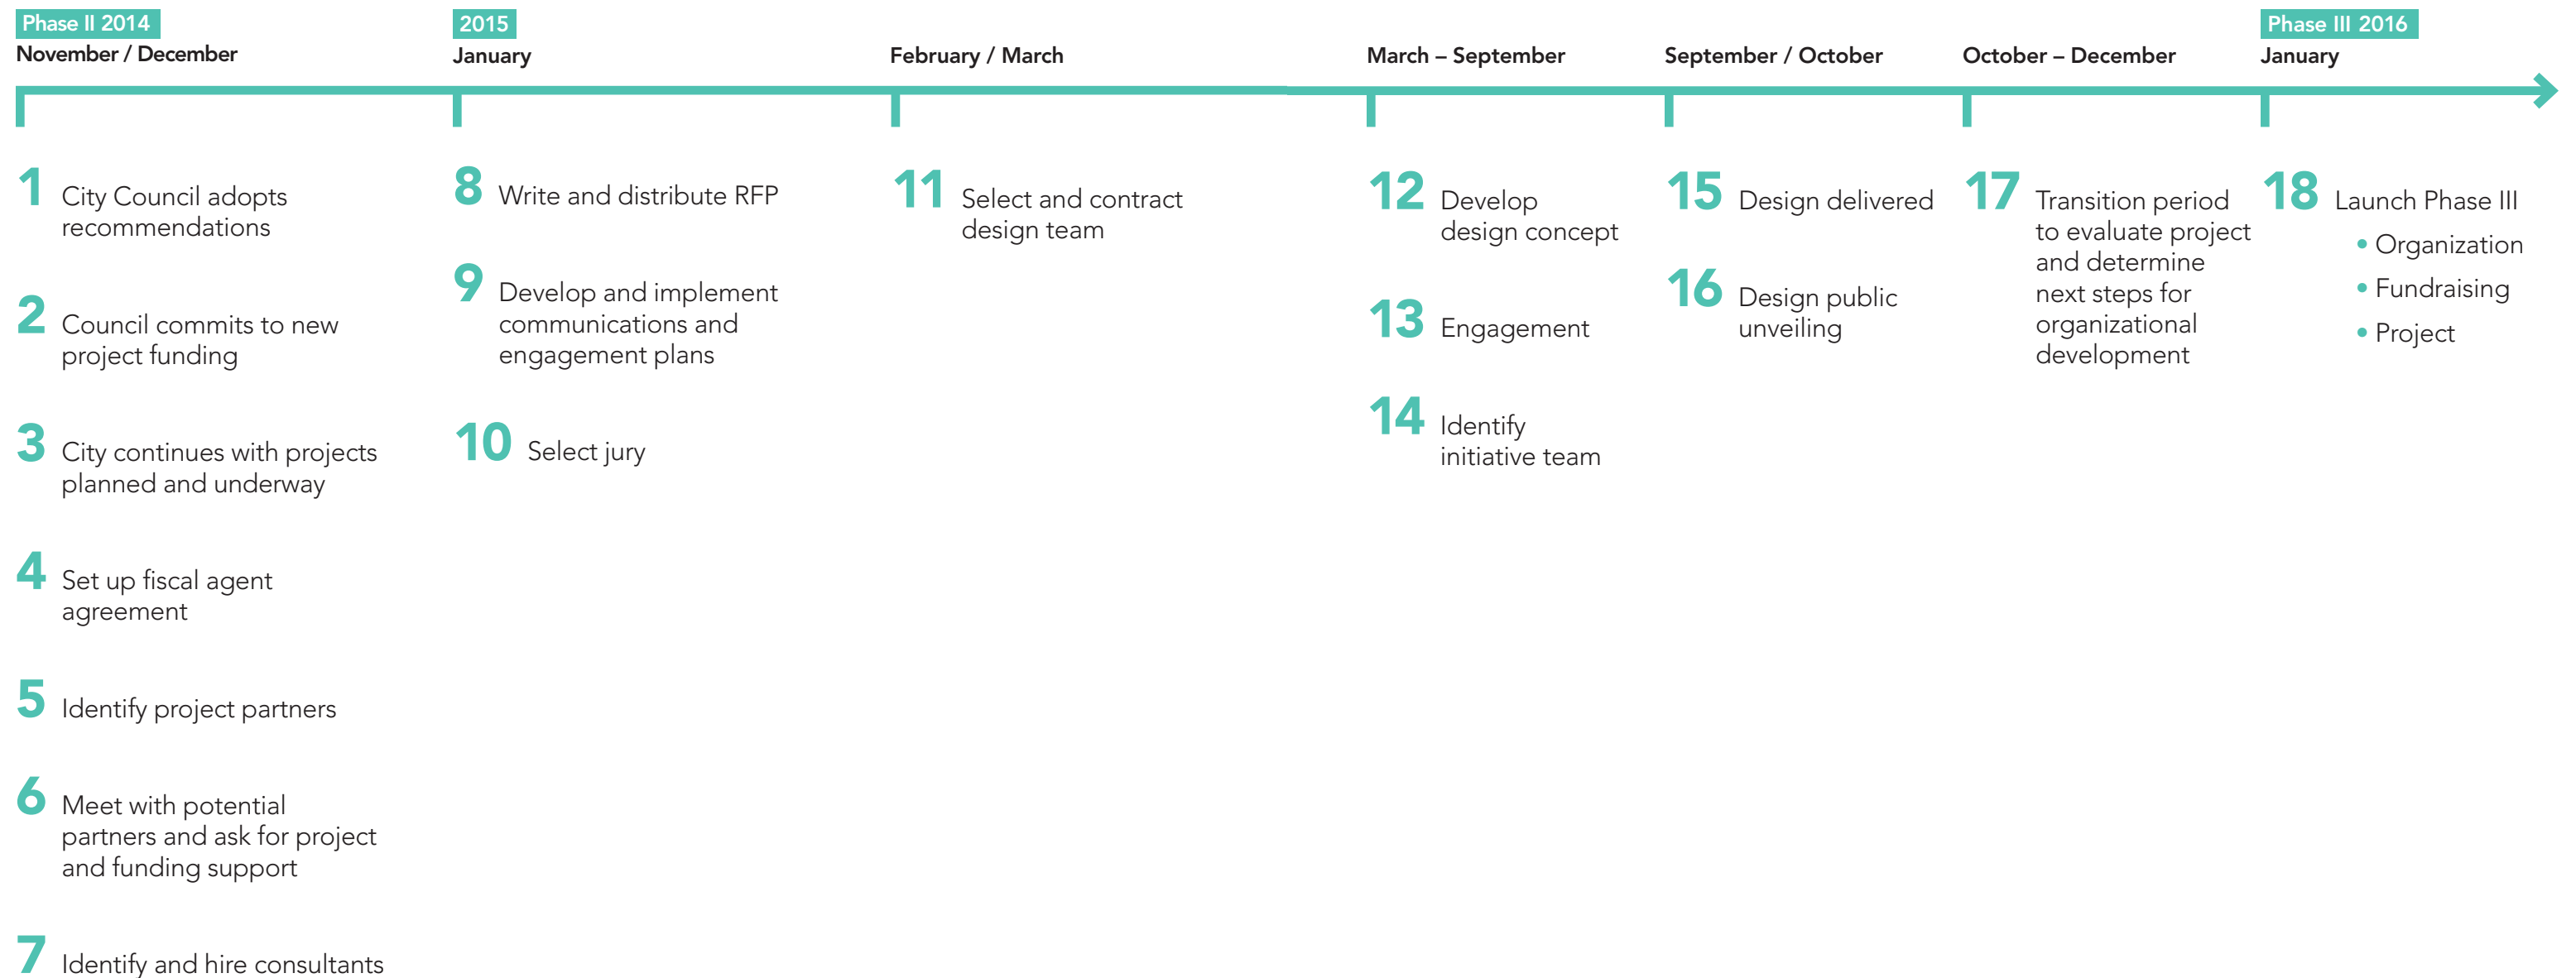 Phase II 2014
November / December
1 City Council adopts
recommendations
2 Council commits to new
project funding
3 City continues with projects
planned and underway
4 Set up fiscal agent
agreement
5 Identify project partners
6 Meet with potential
partners and ask for project
and funding support
7 Identify and hire consultants
2015
January
8 Write and distribute RFP
9 Develop and implement
communications and
engagement plans
10 Select jury
February / March
11 Select and contract
design team
March – September
12 Develop
design concept
13 Engagement
14 Identify
initiative team
September / October
15 Design delivered
16 Design public
unveiling
October – December
17 Transition period
to evaluate project
and determine
next steps for
organizational
development
Phase III 2016
January
18 Launch Phase III
• Organization
• Fundraising
• Project